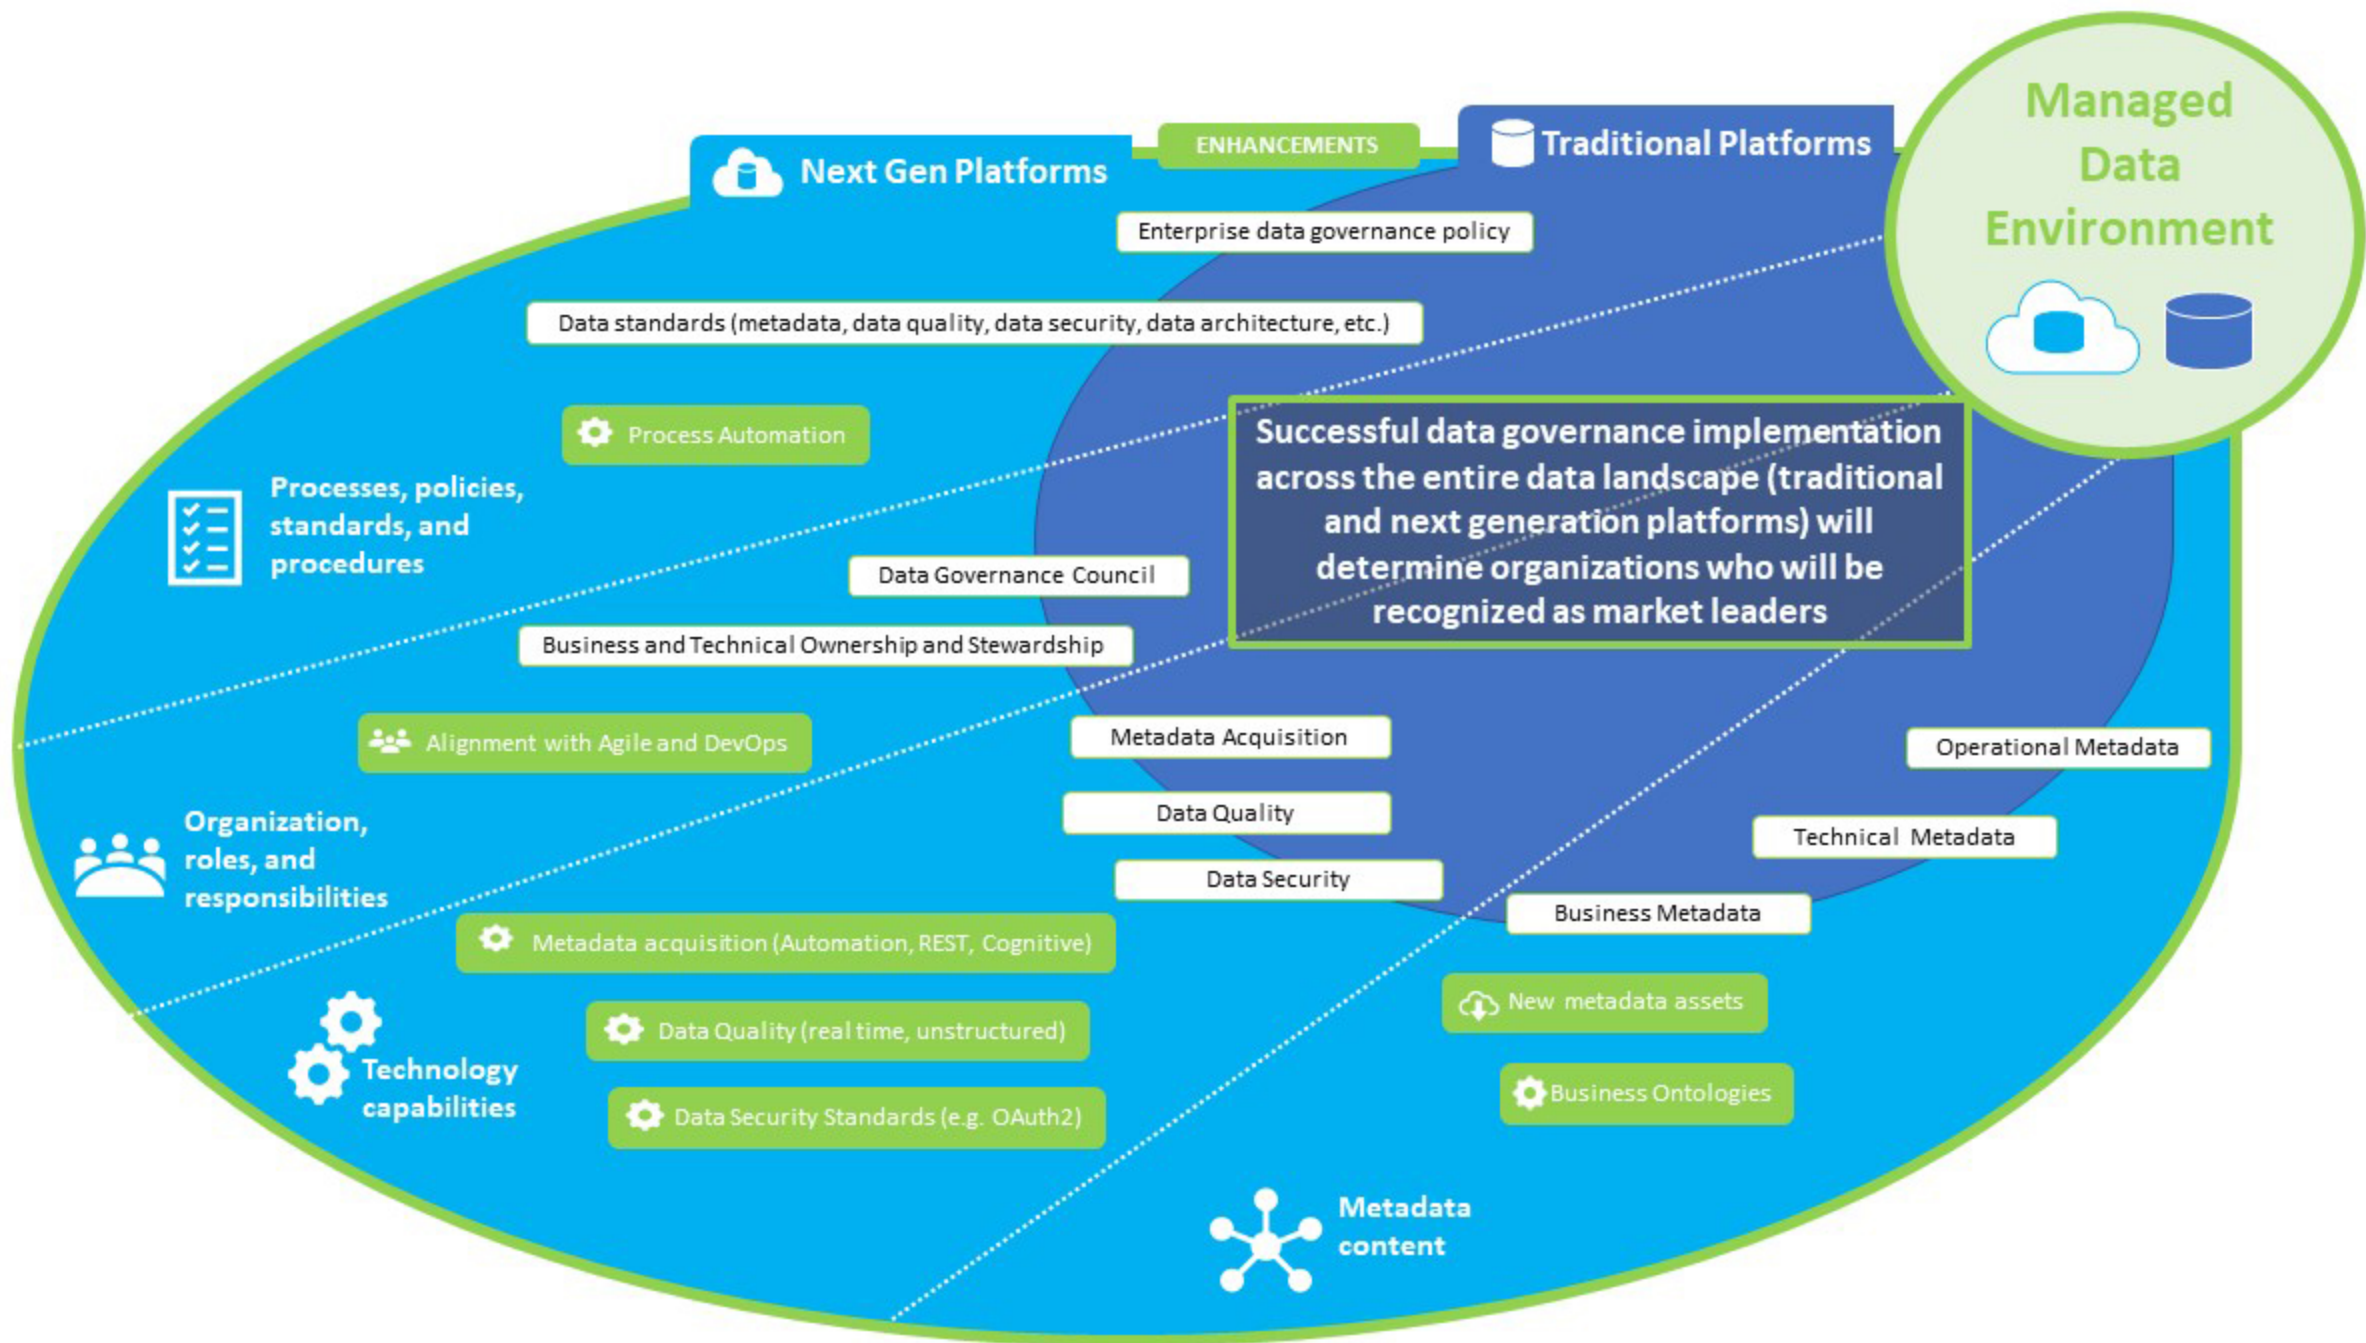 Managed
Data
Environment
ENHANCEMENTS
Traditional Platforms
Next Gen Platforms
Enterprise data governance policy
Data standards (metadata, data quality, data security, data architecture, etc.)
Process Automation
Processes, policies,
standards, and
procedures
Successful data governance implementation
across the entire data landscape (traditional
and next generation platforms) will
determine organizations who will be
recognized as market leaders
Data Governance Council
Business and Technical Ownership and Stewardship
Alignment with Agile and DevOps
Organization,
roles, and
responsibilities
Metadata Acquisition
Data Quality
Data Security
Metadata acquisition (Automation, REST, Cognitive)
Data Quality (real time, unstructured)
Data Security Standards (e.g. OAuth2)
Technology
capabilities
Operational Metadata
Technical Metadata
Business Metadata
New metadata assets
Business Ontologies
Metadata
content